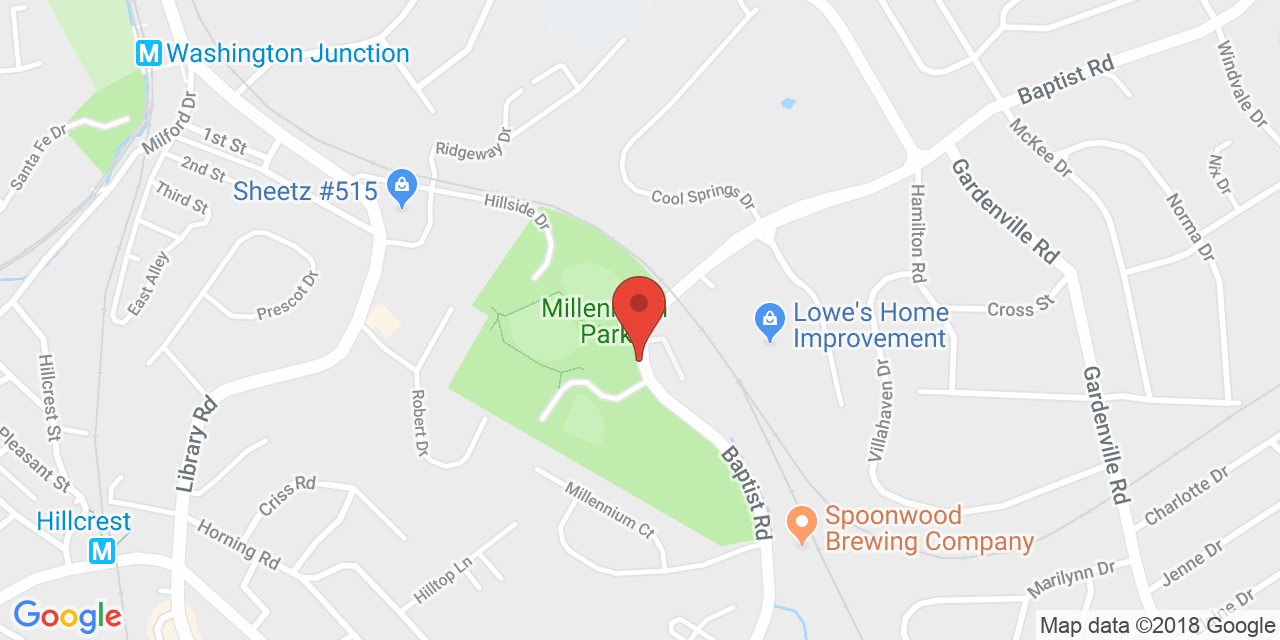 Washington Junction
Baptist Rd
Windvale Dr
Santa Fe Dr
Milford Dr
1st St
2nd St
Third St
Ridgeway Dr
McKee Dr
Nix Dr
Sheetz #515
Hillside Dr
Cool Springs Dr
Gardenville Rd
Hamilton Rd
Norma Dr
East Alley
Prescot Dr
Millennium
Park
Lowe's Home
Improvement
Cross St
Hillcrest St
Pleasant St
Library Rd
Robert Dr
Villahaven Dr
Gardenville Rd
Criss Rd
Baptist Rd
Charlotte Dr
Hillcrest
Horning Rd
Millennium Ct
Spoonwood
Brewing Company
Hilltop Ln
Marilynn Dr
Jenne Dr
Dr
Google
Map data ©2018 Google